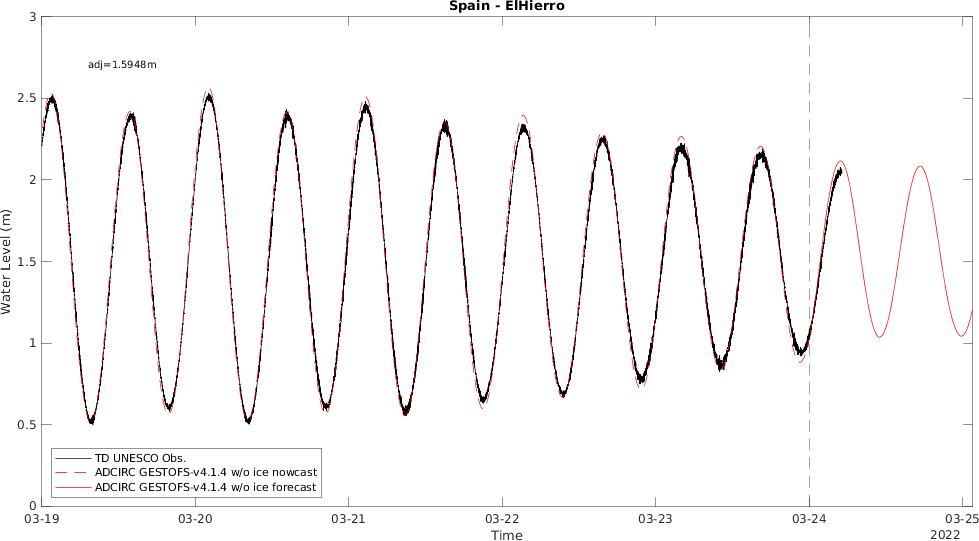 Spain - ElHierro
3
adj=1.5948m
2.5
2
1.5
1
0.5
0
Water Level (m)
TD UNESCO Obs.
ADCIRC GESTOFS-v4.1.4 w/o ice nowcast
ADCIRC GESTOFS-v4.1.4 w/o ice forecast
03-19 03-20 03-21 03-22 03-23 03-24 03-25
Time
2022